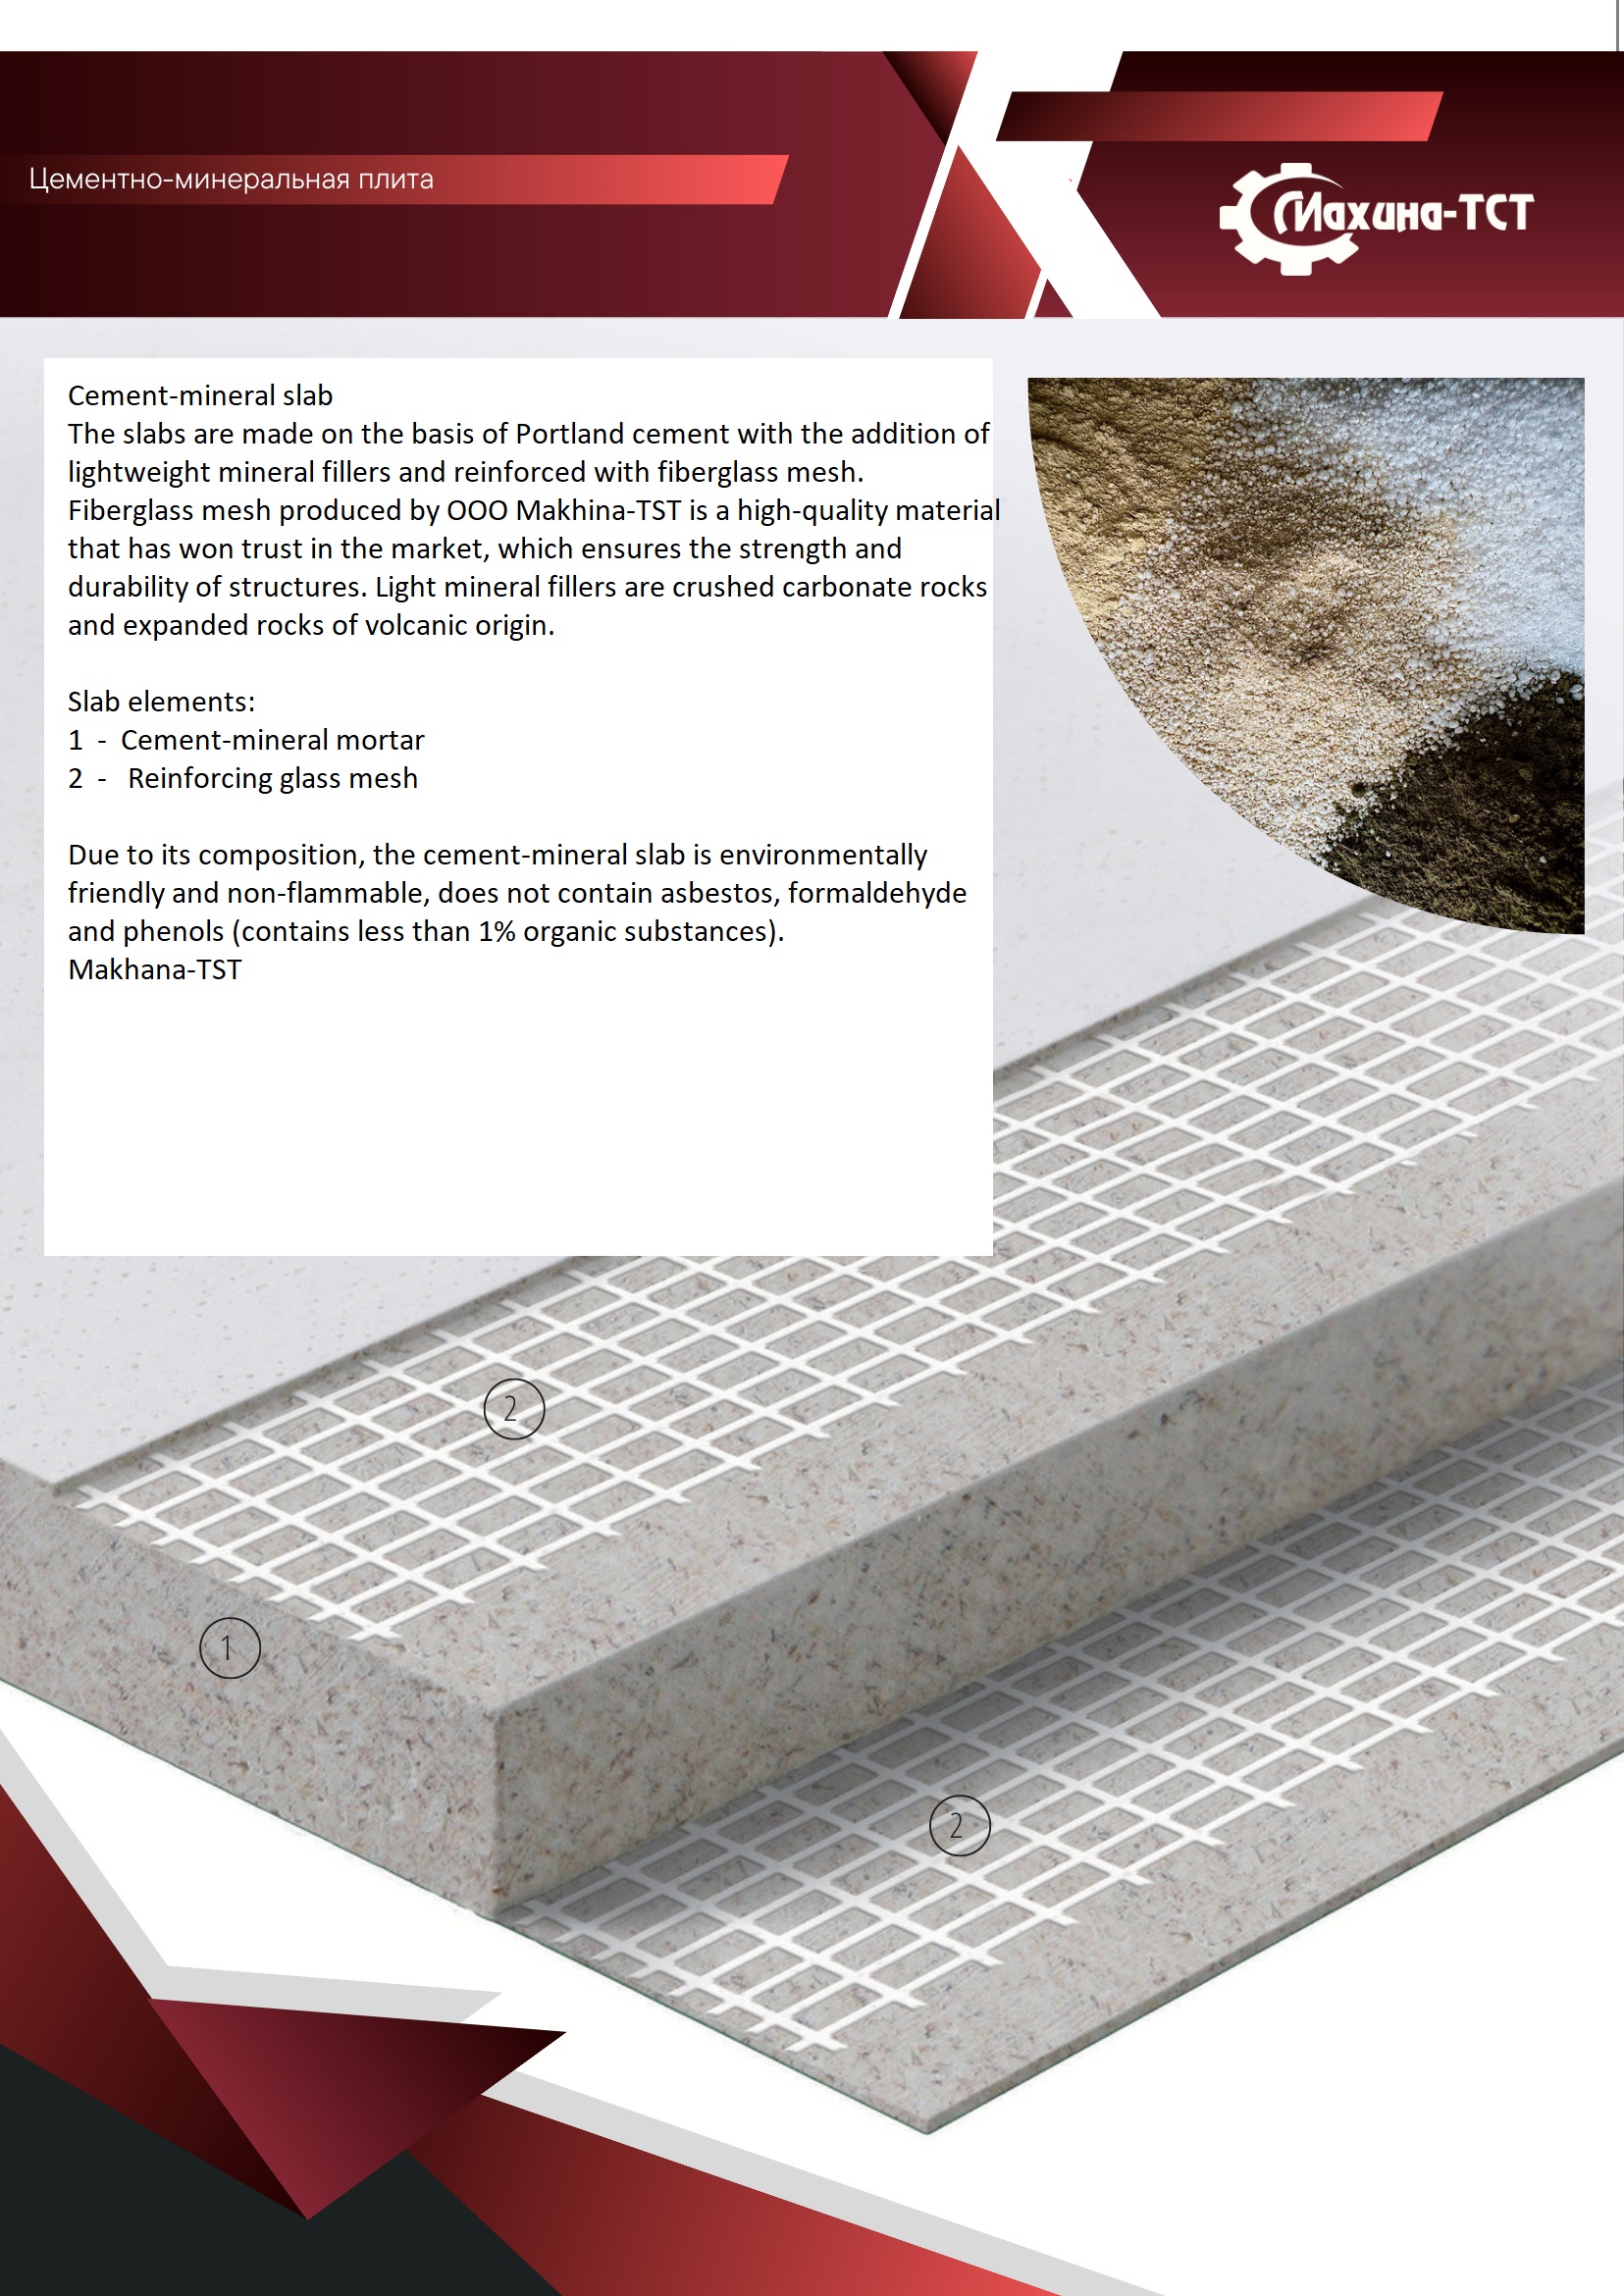 Цементно-минеральная плита
Махина-ТСТ
Cement-mineral slab
The slabs are made on the basis of Portland cement with the addition of
lightweight mineral fillers and reinforced with fiberglass mesh.
Fiberglass mesh produced by OOO Makhina-TST is a high-quality material
that has won trust in the market, which ensures the strength and
durability of structures. Light mineral fillers are crushed carbonate rocks
and expanded rocks of volcanic origin.
Slab elements:
1 - Cement-mineral mortar
2 - Reinforcing glass mesh
Due to its composition, the cement-mineral slab is environmentally
friendly and non-flammable, does not contain asbestos, formaldehyde
and phenols (contains less than 1% organic substances).
Makhana-TST
2
1
2